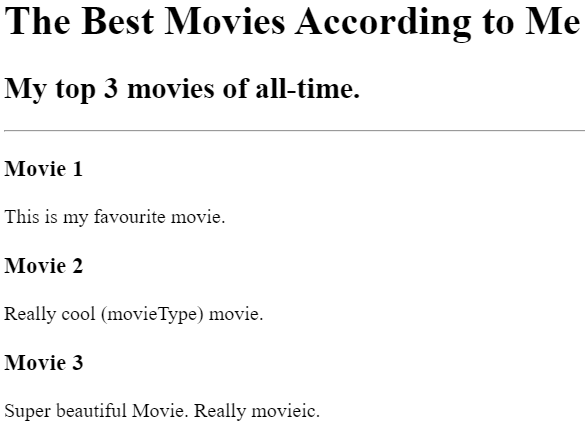 The Best Movies According to Me
My top 3 movies of all-time.
Movie 1
This is my favourite movie.
Movie 2
Really cool (movieType) movie.
Movie 3
Super beautiful Movie. Really movieic.